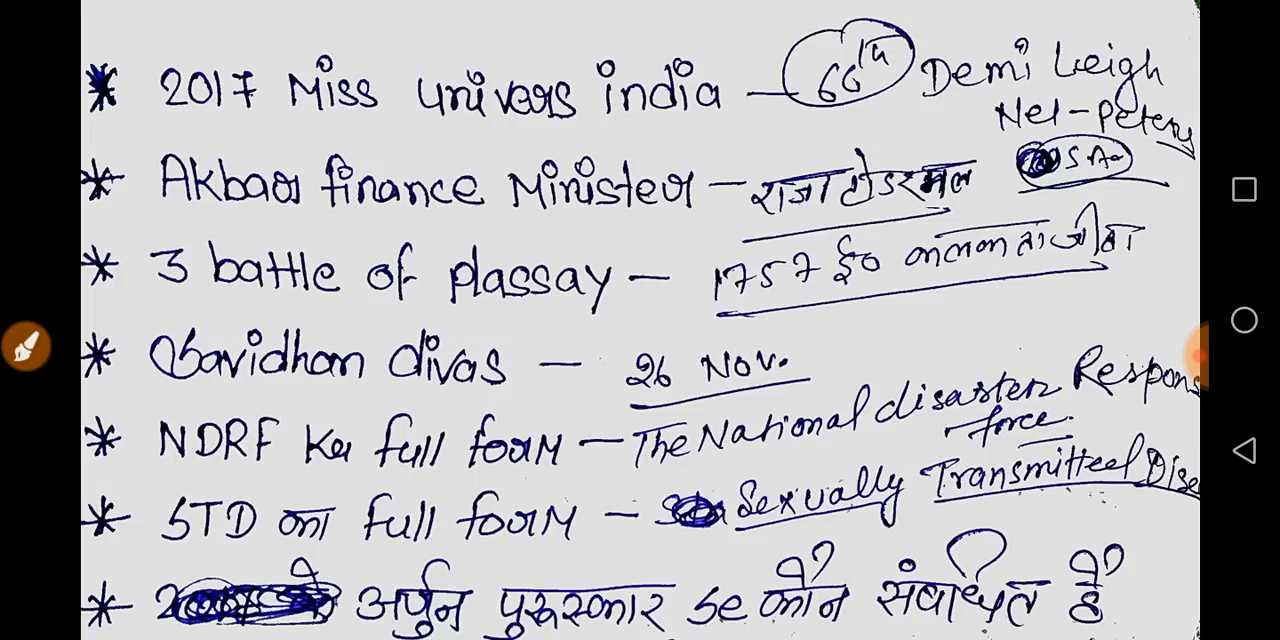 * 2017 Miss univers india — 66th Demi Leigh
Nel-Peters
SA
* Akbar finance Minister — राजा टोडरमल
* 3 battle of plassay — 1757 ई०
* Savidhan divas — 26 Nov.
* NDRF Ka full form — The National disaster Respons
force.
* STD का full form — Sexually Transmitted Dise
* अर्जुन पुरुस्कार se कौन संबंधित है